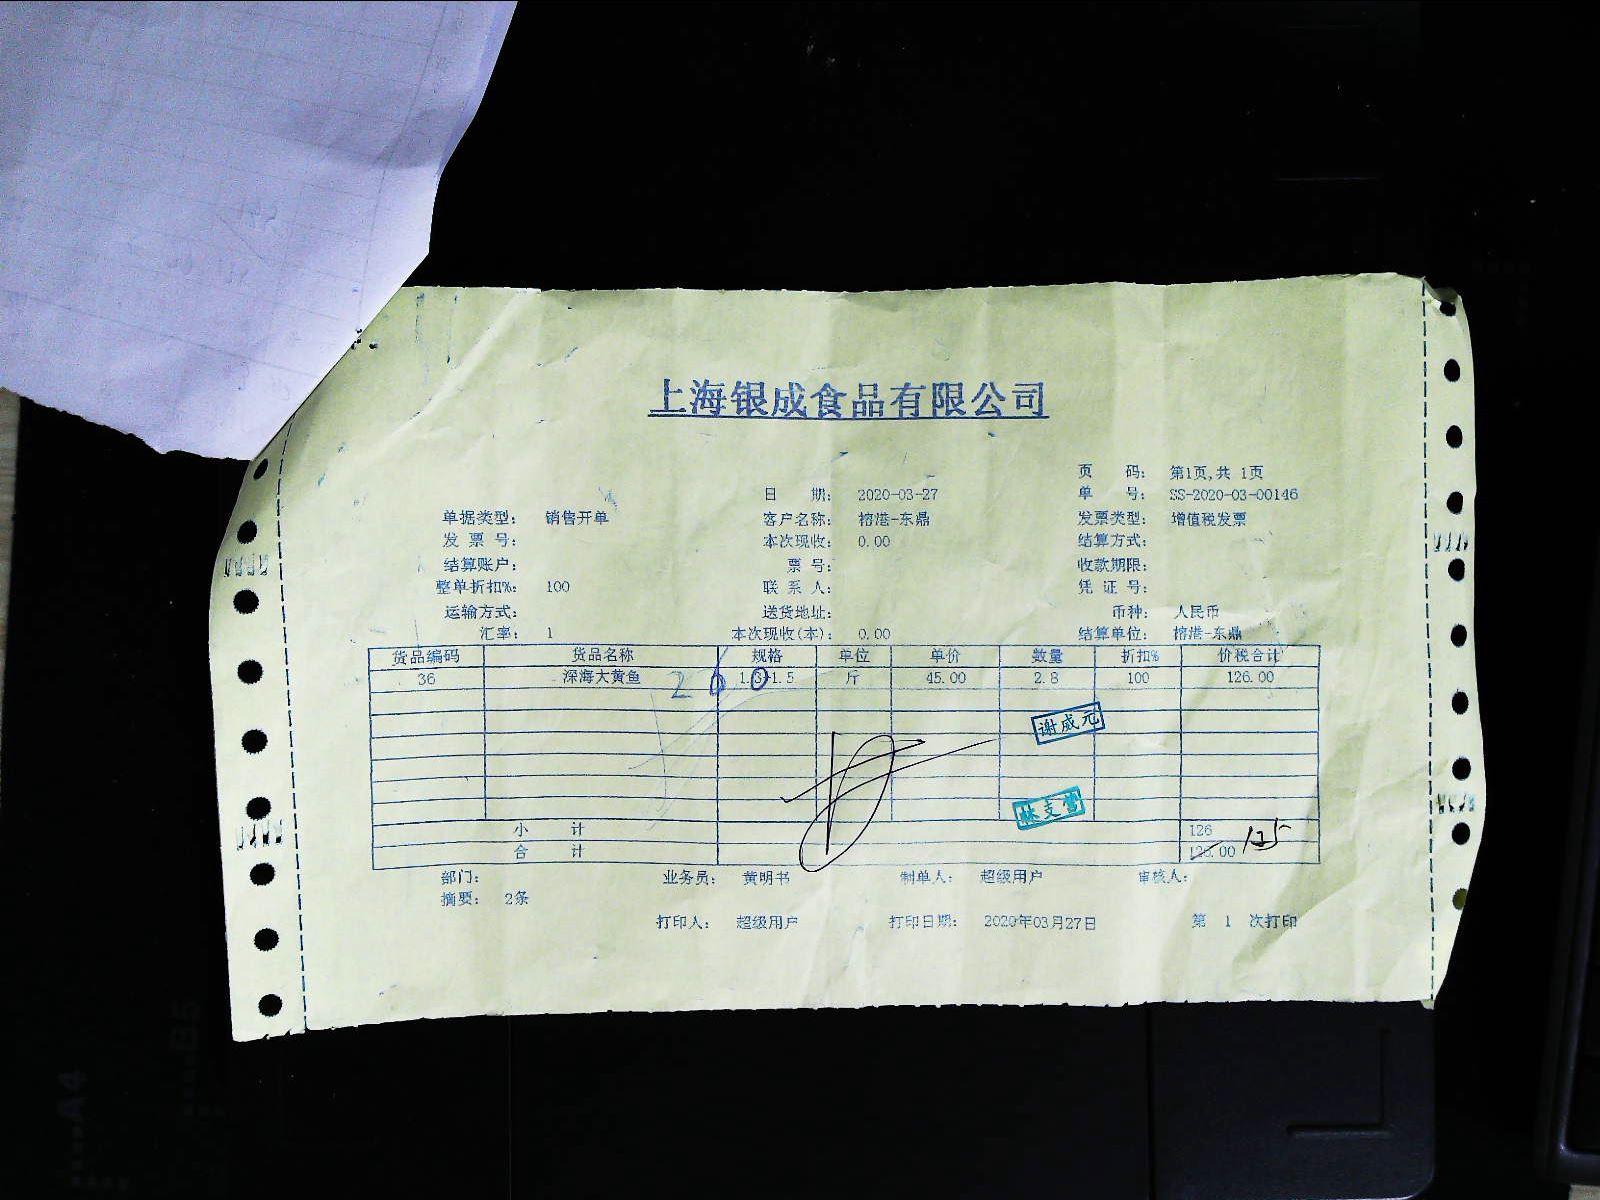 上海银成食品有限公司
页 码: 第1页,共 1页
日 期: 2020-03-27 单 号: SS-2020-03-00146
单据类型: 销售开单 客户名称: 榕港-东鼎 发票类型: 增值税发票
发 票 号: 本次现收: 0.00 结算方式:
结算账户: 票 号: 收款期限:
整单折扣%: 100 联 系 人: 凭 证 号:
运输方式: 送货地址: 币种: 人民币
汇率: 1 本次现收(本): 0.00 结算单位: 榕港-东鼎
货品编码 货品名称 规格 单位 单价 数量 折扣% 价税合计
36 深海大黄鱼 260 1.3-1.5 斤 45.00 2.8 100 126.00
谢威元
林支雪
小 计 126
合 计 126.00 125
部门: 业务员: 黄明书 制单人: 超级用户 审核人:
摘要: 2条
打印人: 超级用户 打印日期: 2020年03月27日 第 1 次打印
A4
B5